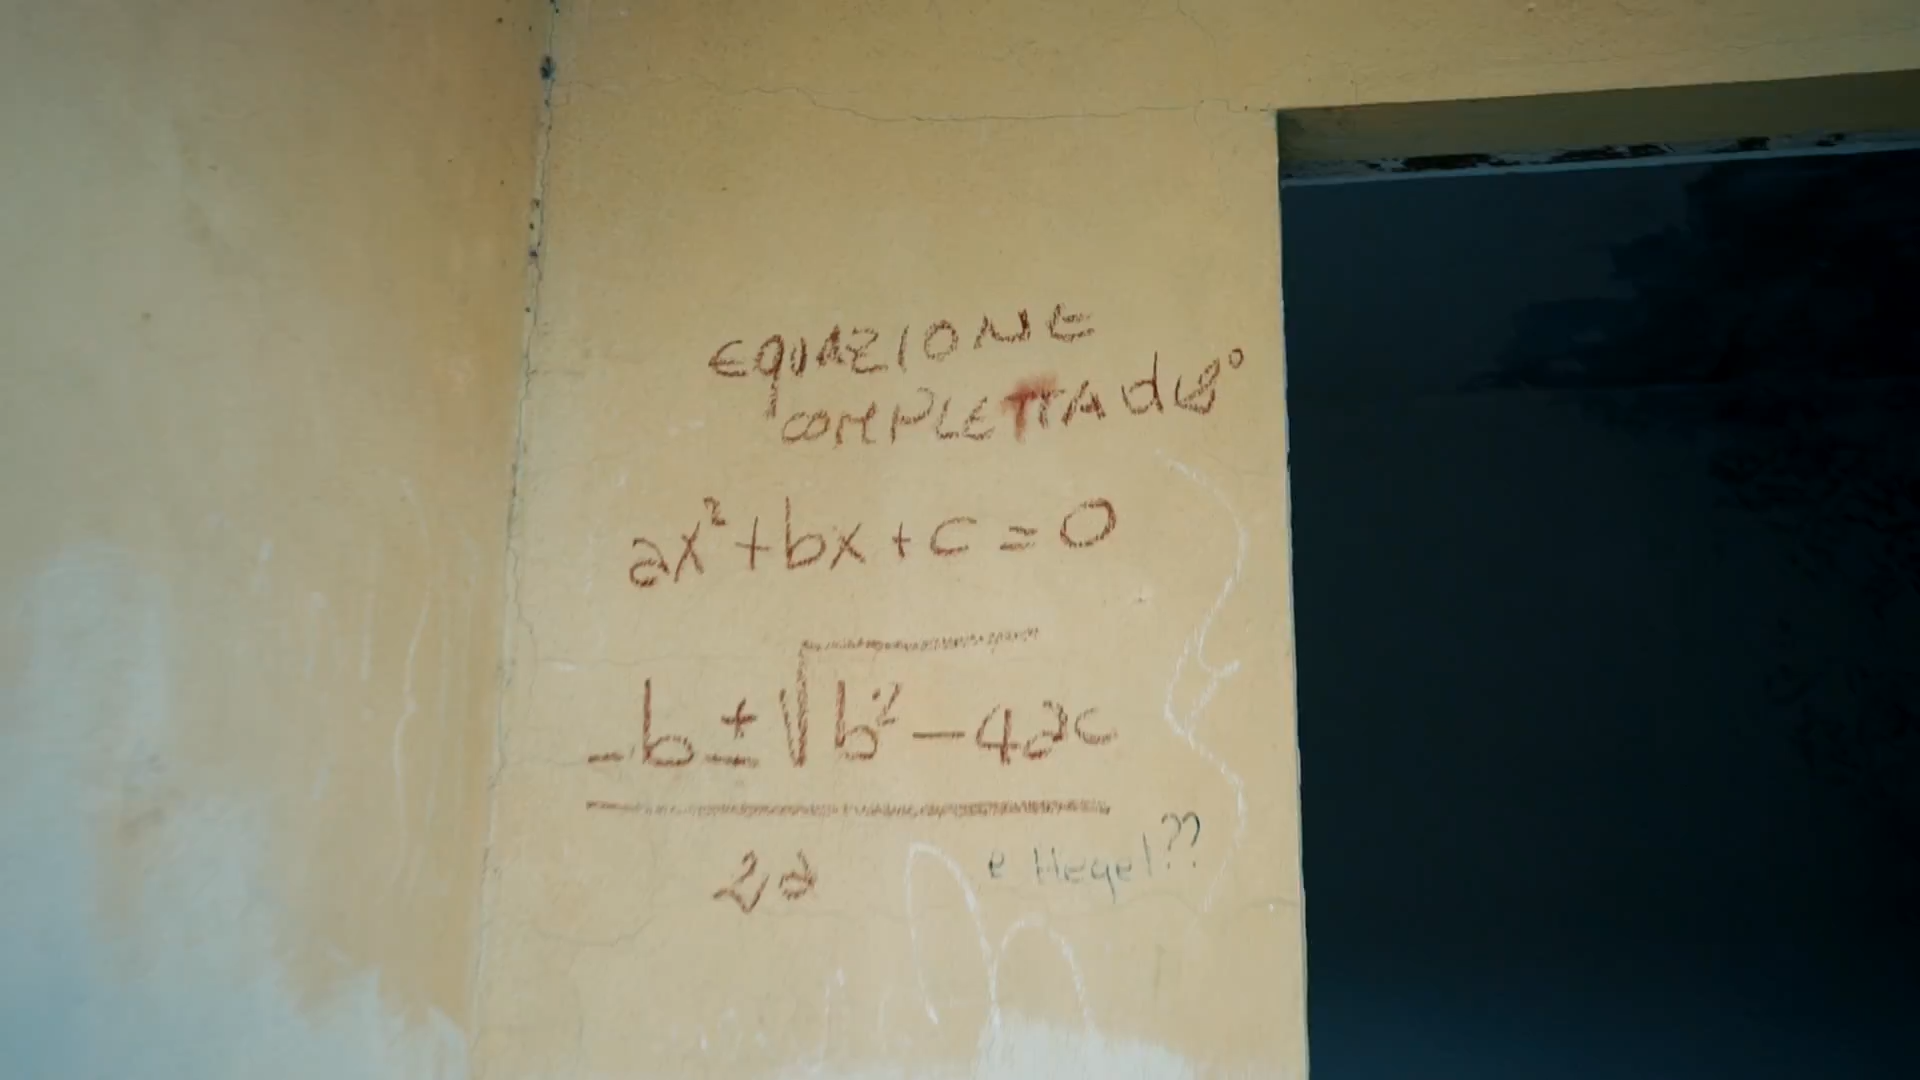 EQUAZIONE
COMPLETTA di 2°
ax²+bx+c=0
-b±√b²-4ac
2a
e Hegel??